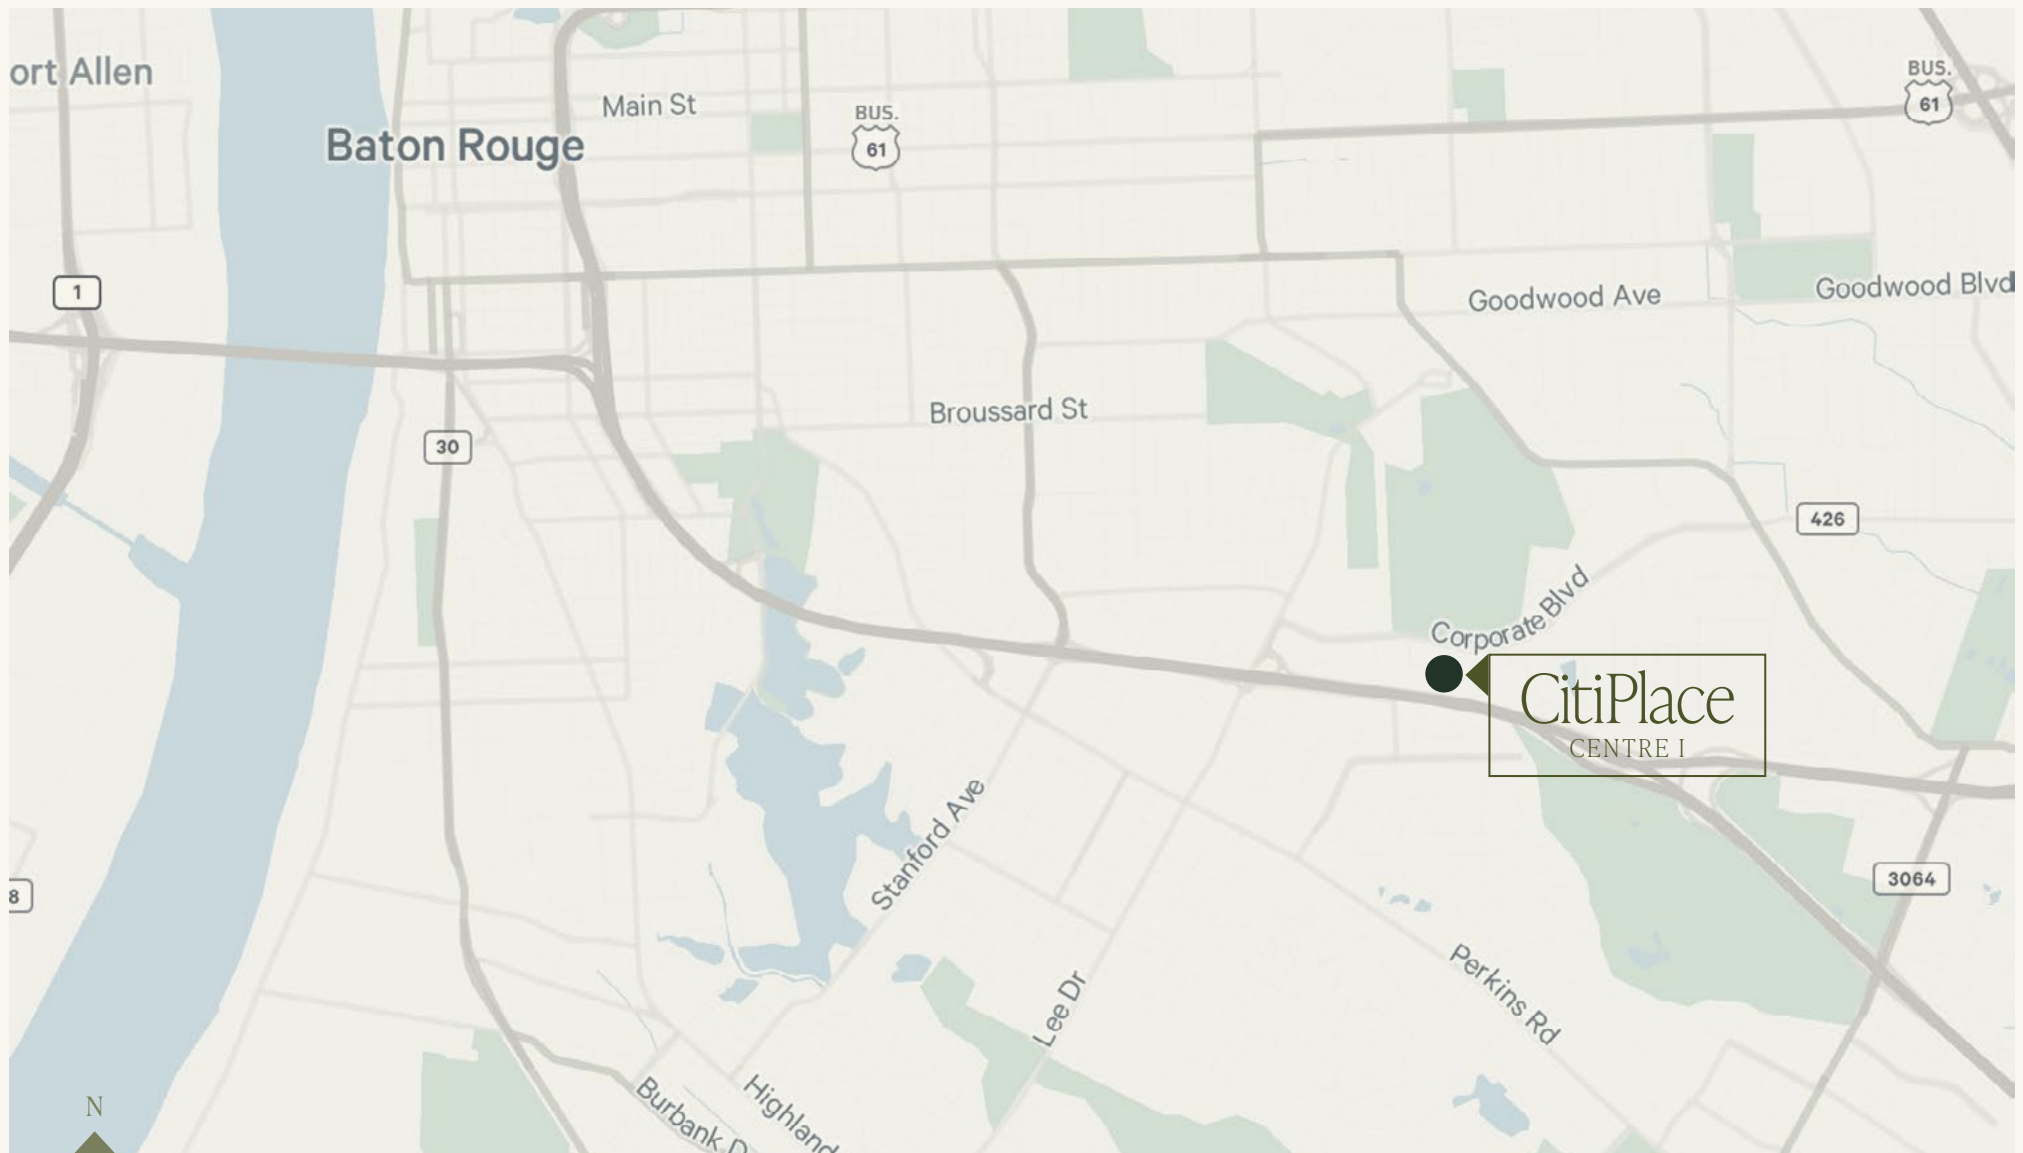 ort Allen
Main St
BUS.
61
BUS.
61
Baton Rouge
1
Goodwood Ave
Goodwood Blvd
Broussard St
30
426
Corporate Blvd
CitiPlace
CENTRE I
Stanford Ave
3064
8
Perkins Rd
Lee Dr
N
Highland
Burbank D